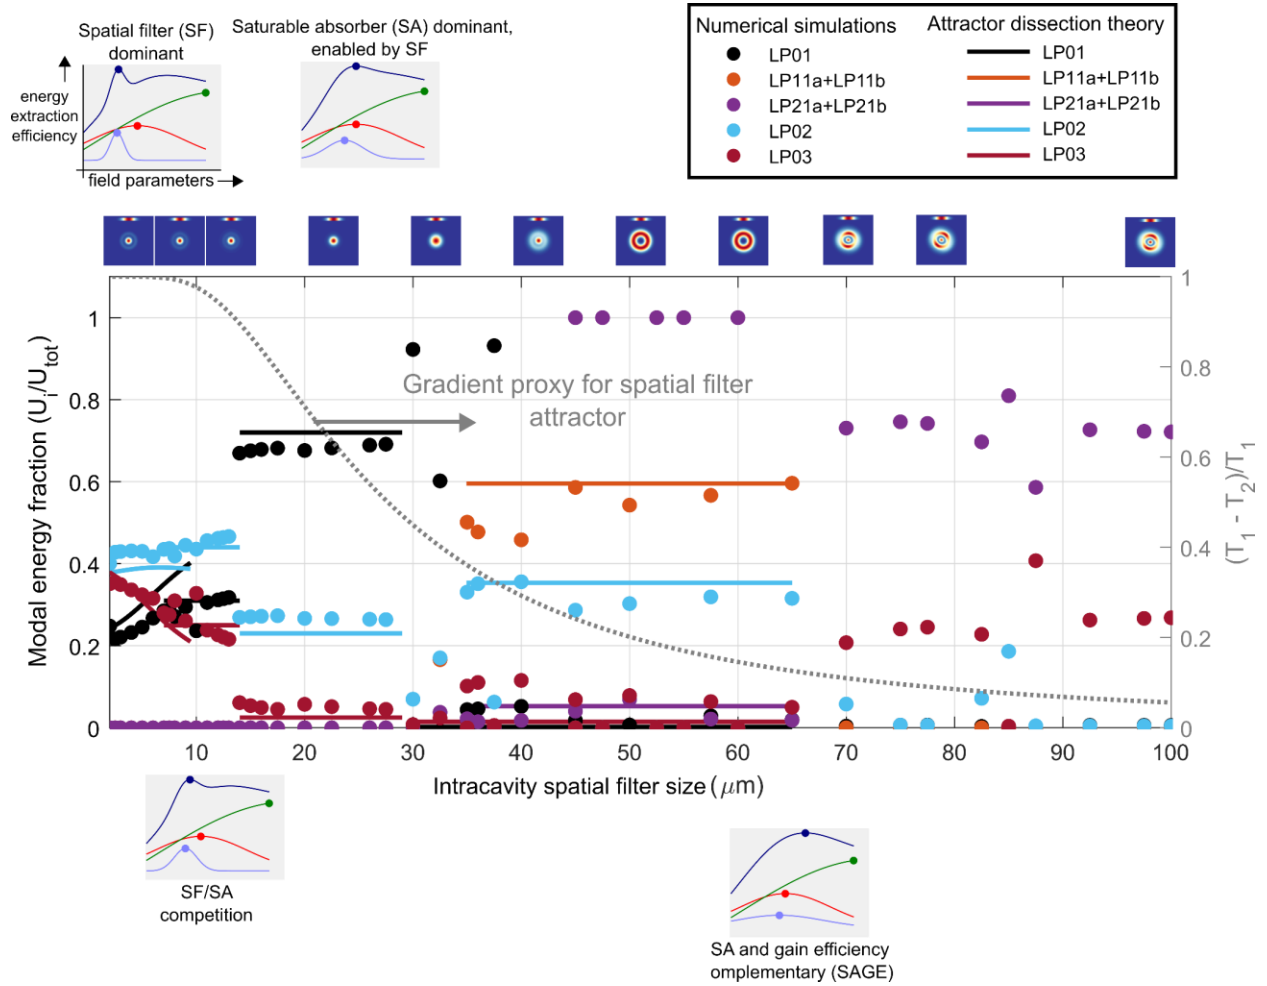 Spatial filter (SF)
dominant
Saturable absorber (SA) dominant,
enabled by SF
energy
extraction
efficiency
field parameters
Numerical simulations
LP01
LP11a+LP11b
LP21a+LP21b
LP02
LP03
Attractor dissection theory
LP01
LP11a+LP11b
LP21a+LP21b
LP02
LP03
Modal energy fraction (U_i/U_tot)
1
0.8
0.6
0.4
0.2
0
Gradient proxy for spatial filter
attractor
1
0.8
0.6
0.4
0.2
0
(T_1 - T_2)/T_1
10
20
30
40
50
60
70
80
90
100
Intracavity spatial filter size (μm)
SF/SA
competition
SA and gain efficiency
omplementary (SAGE)